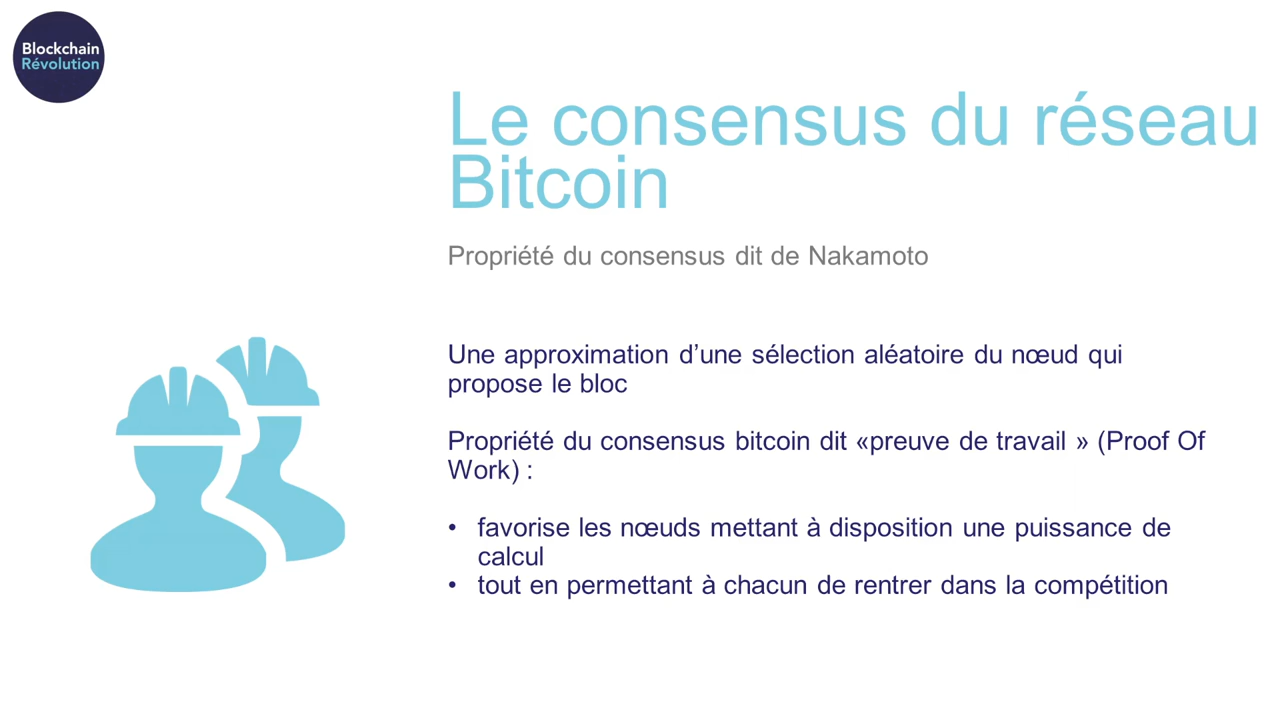 Blockchain
Révolution
Le consensus du réseau
Bitcoin
Propriété du consensus dit de Nakamoto
Une approximation d’une sélection aléatoire du nœud qui
propose le bloc
Propriété du consensus bitcoin dit «preuve de travail » (Proof Of
Work) :
• favorise les nœuds mettant à disposition une puissance de
calcul
• tout en permettant à chacun de rentrer dans la compétition